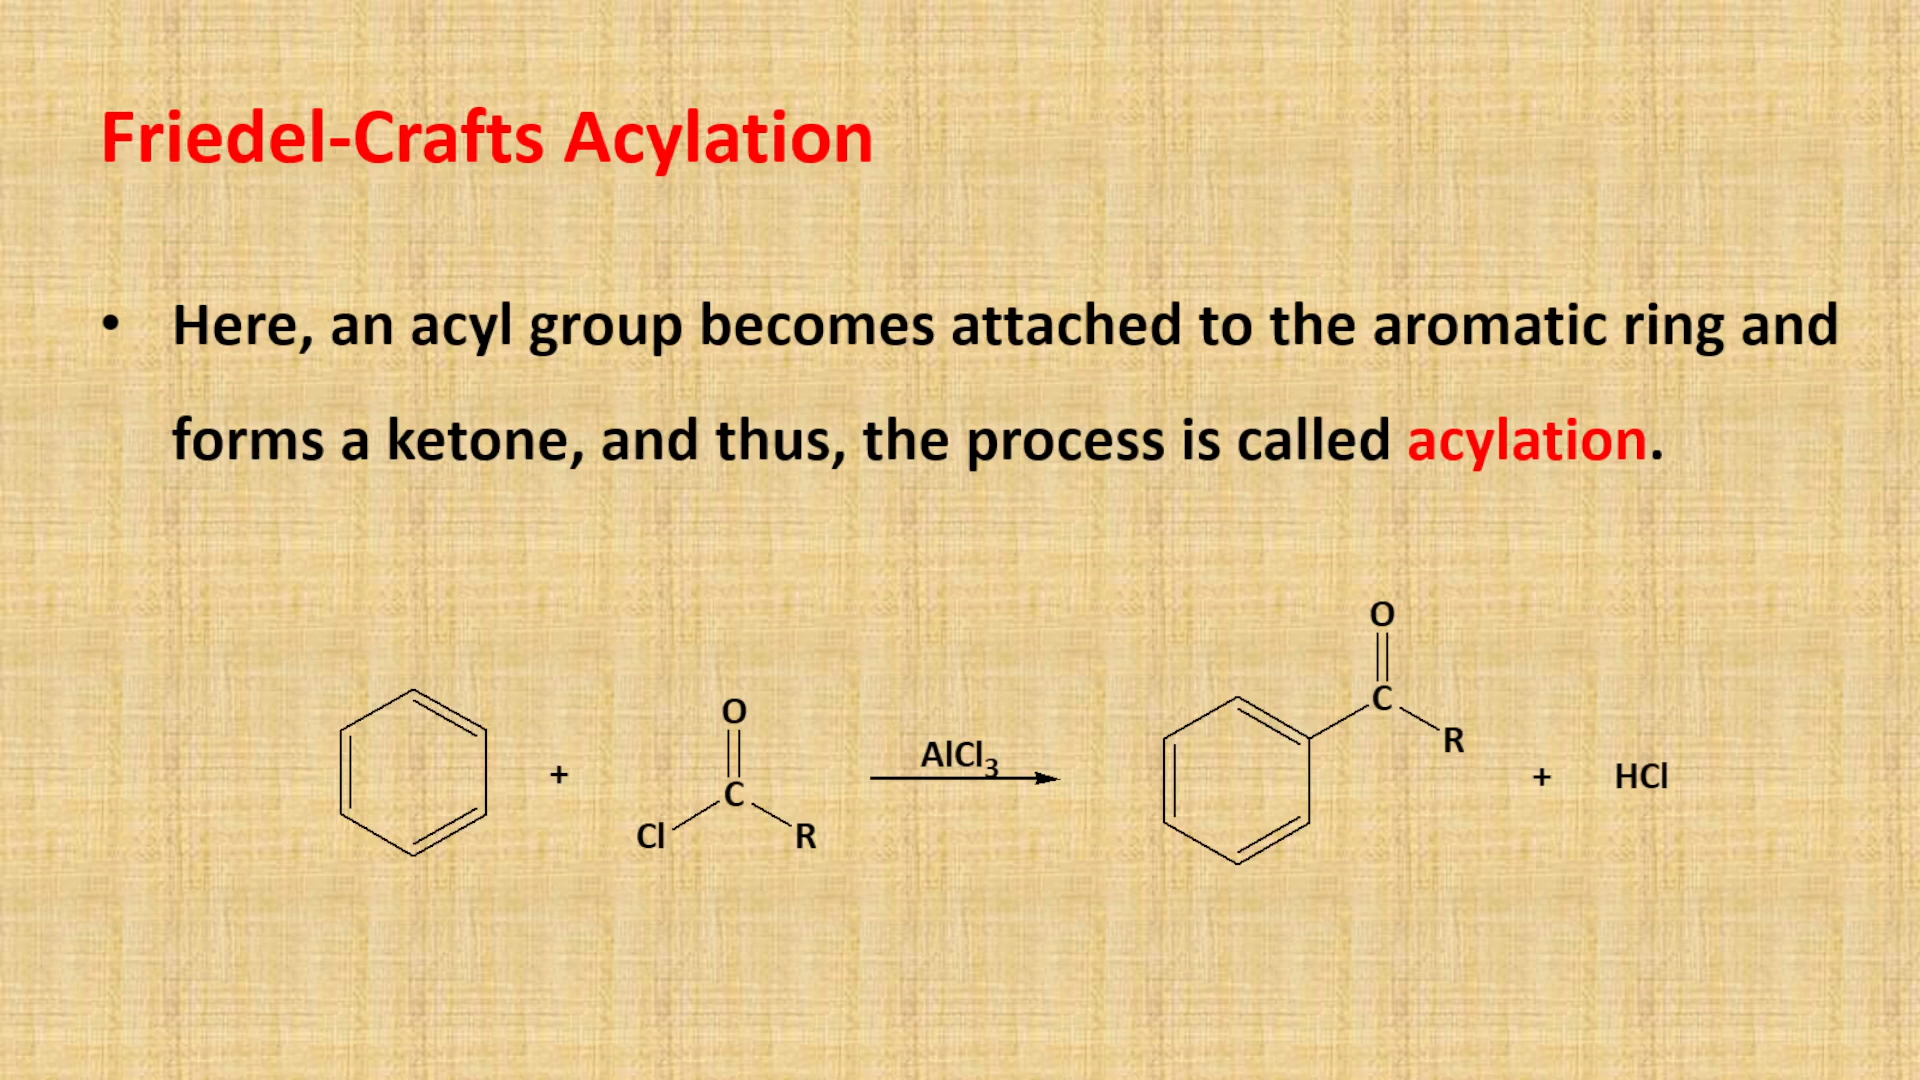 Friedel-Crafts Acylation
• Here, an acyl group becomes attached to the aromatic ring and
forms a ketone, and thus, the process is called acylation.
O
C
Cl
R
+
AlCl₃
O
C
R
+ HCl